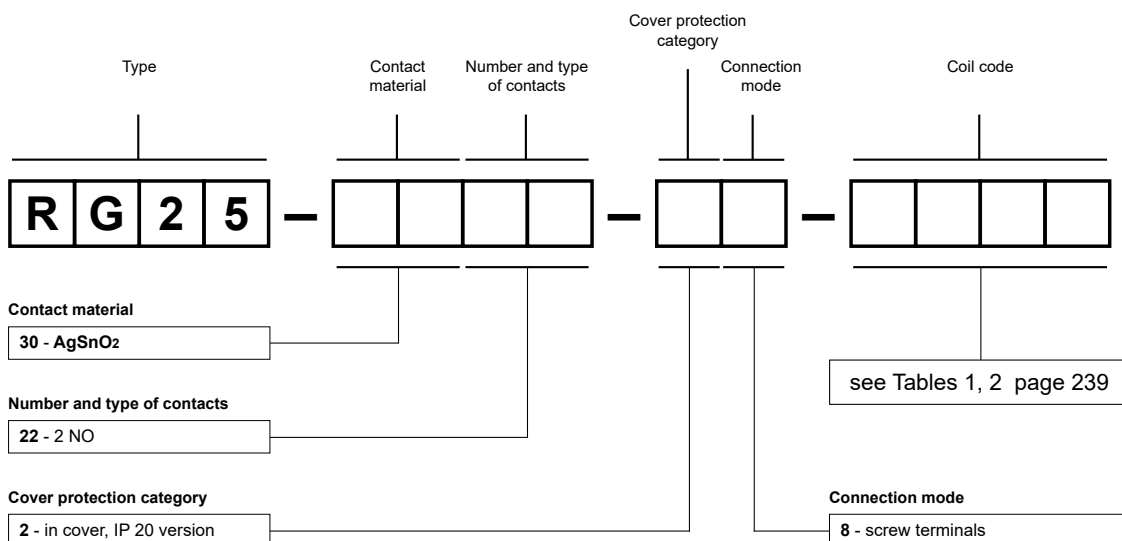 Cover protection
category
Type
Contact
material
Number and type
of contacts
Connection
mode
Coil code
RG25 – – –
Contact material
30 - AgSnO2
see Tables 1, 2 page 239
Number and type of contacts
22 - 2 NO
Cover protection category
2 - in cover, IP 20 version
Connection mode
8 - screw terminals